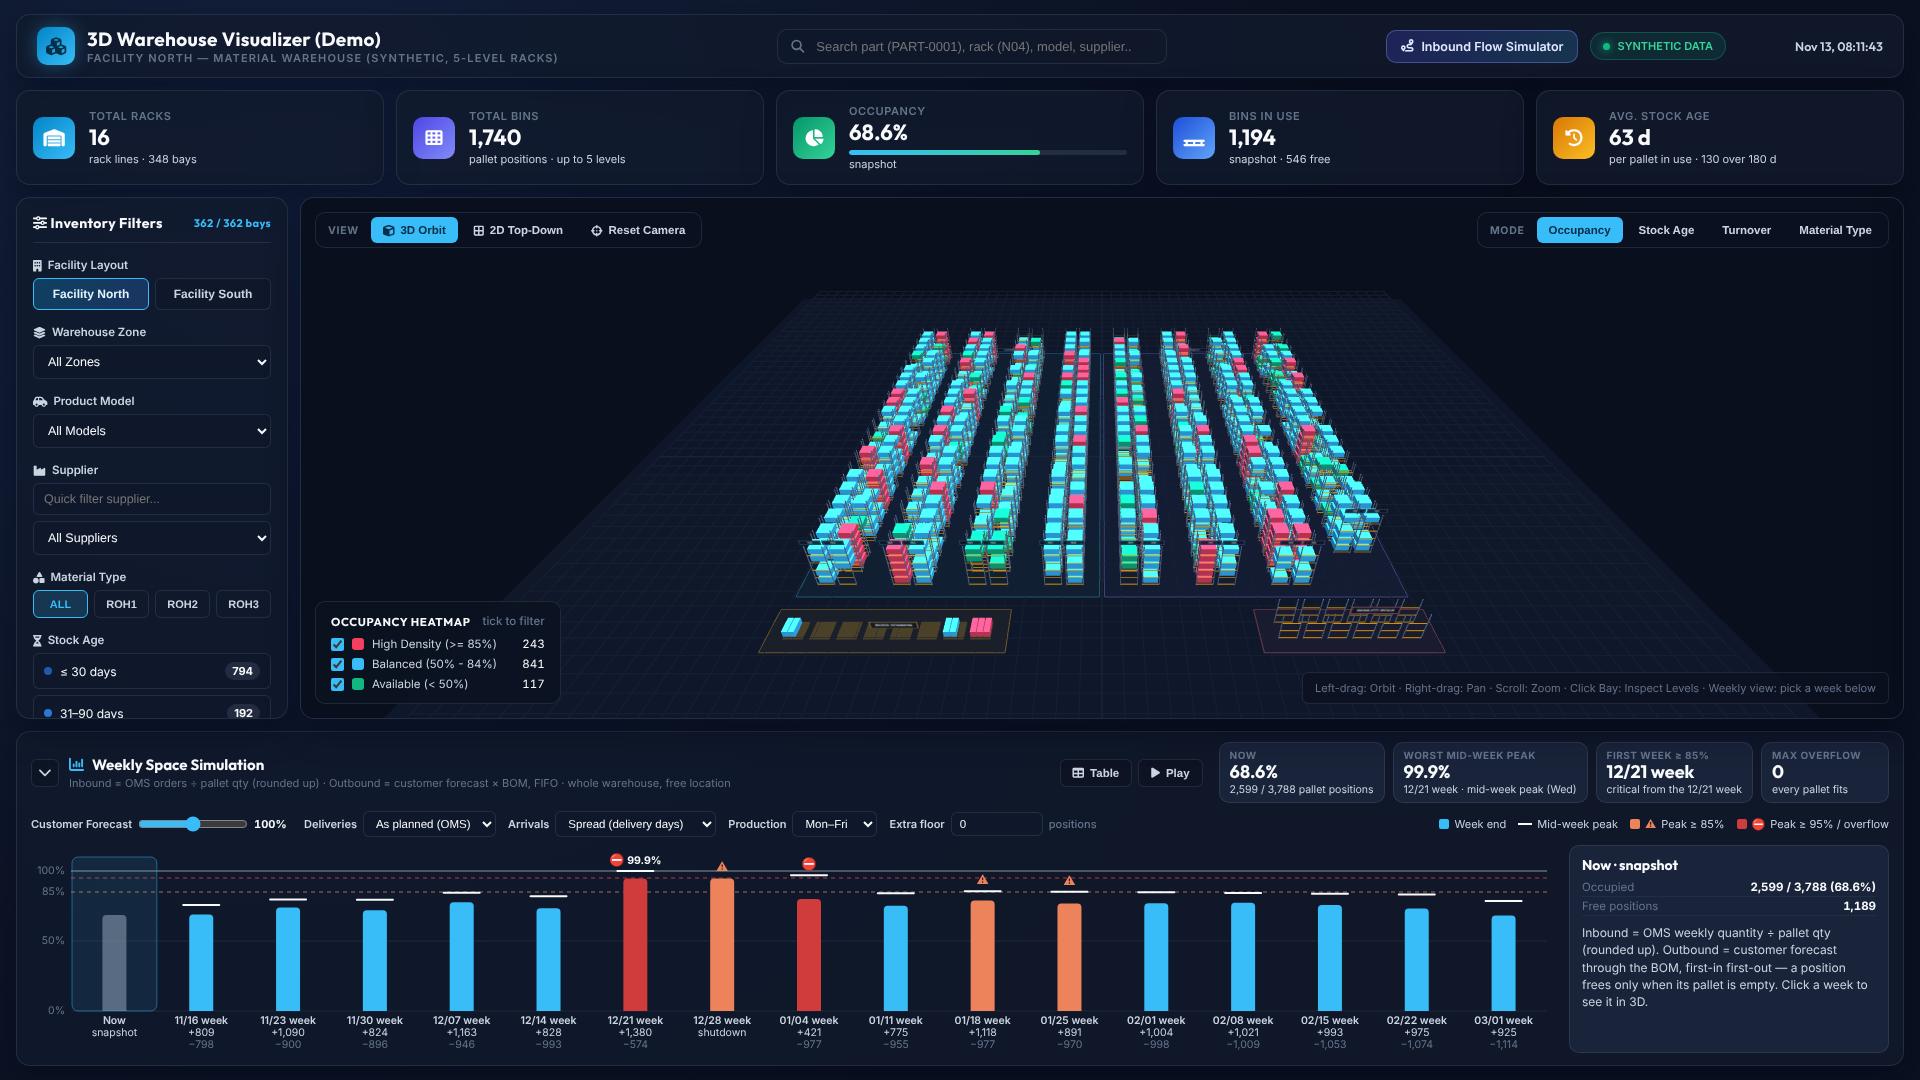 3D Warehouse Visualizer (Demo)
FACILITY NORTH — MATERIAL WAREHOUSE (SYNTHETIC, 5-LEVEL RACKS)
Search part (PART-0001), rack (N04), model, supplier..
Inbound Flow Simulator
SYNTHETIC DATA
Nov 13, 08:11:43
TOTAL RACKS
16
rack lines · 348 bays
TOTAL BINS
1,740
pallet positions · up to 5 levels
OCCUPANCY
68.6%
snapshot
BINS IN USE
1,194
snapshot · 546 free
AVG. STOCK AGE
63 d
per pallet in use · 130 over 180 d
Inventory Filters
362 / 362 bays
Facility Layout
Facility North
Facility South
Warehouse Zone
All Zones
Product Model
All Models
Supplier
Quick filter supplier...
All Suppliers
Material Type
ALL ROH1 ROH2 ROH3
Stock Age
≤ 30 days 794
31–90 days 192
VIEW 3D Orbit 2D Top-Down Reset Camera
MODE Occupancy Stock Age Turnover Material Type
OCCUPANCY HEATMAP tick to filter
High Density (>= 85%) 243
Balanced (50% - 84%) 841
Available (< 50%) 117
Left-drag: Orbit · Right-drag: Pan · Scroll: Zoom · Click Bay: Inspect Levels · Weekly view: pick a week below
Weekly Space Simulation
Inbound = OMS orders ÷ pallet qty (rounded up) · Outbound = customer forecast × BOM, FIFO · whole warehouse, free location
Table
Play
NOW
68.6%
2,599 / 3,788 pallet positions
WORST MID-WEEK PEAK
99.9%
12/21 week · mid-week peak (Wed)
FIRST WEEK ≥ 85%
12/21 week
critical from the 12/21 week
MAX OVERFLOW
0
every pallet fits
Customer Forecast 100% Deliveries As planned (OMS) Arrivals Spread (delivery days) Production Mon–Fri Extra floor 0 positions
Week end Mid-week peak Peak ≥ 85% Peak ≥ 95% / overflow
100%
85%
50%
0%
99.9%
Now 11/16 week 11/23 week 11/30 week 12/07 week 12/14 week 12/21 week 12/28 week 01/04 week 01/11 week 01/18 week 01/25 week 02/01 week 02/08 week 02/15 week 02/22 week 03/01 week
snapshot +809 +1,090 +824 +1,163 +828 +1,380 shutdown +421 +775 +1,118 +891 +1,004 +1,021 +993 +975 +925
−798 −900 −896 −946 −993 −574 −977 −955 −977 −970 −998 −1,009 −1,053 −1,074 −1,114
Now · snapshot
Occupied 2,599 / 3,788 (68.6%)
Free positions 1,189
Inbound = OMS weekly quantity ÷ pallet qty
(rounded up). Outbound = customer forecast
through the BOM, first-in first-out — a position
frees only when its pallet is empty. Click a week to
see it in 3D.